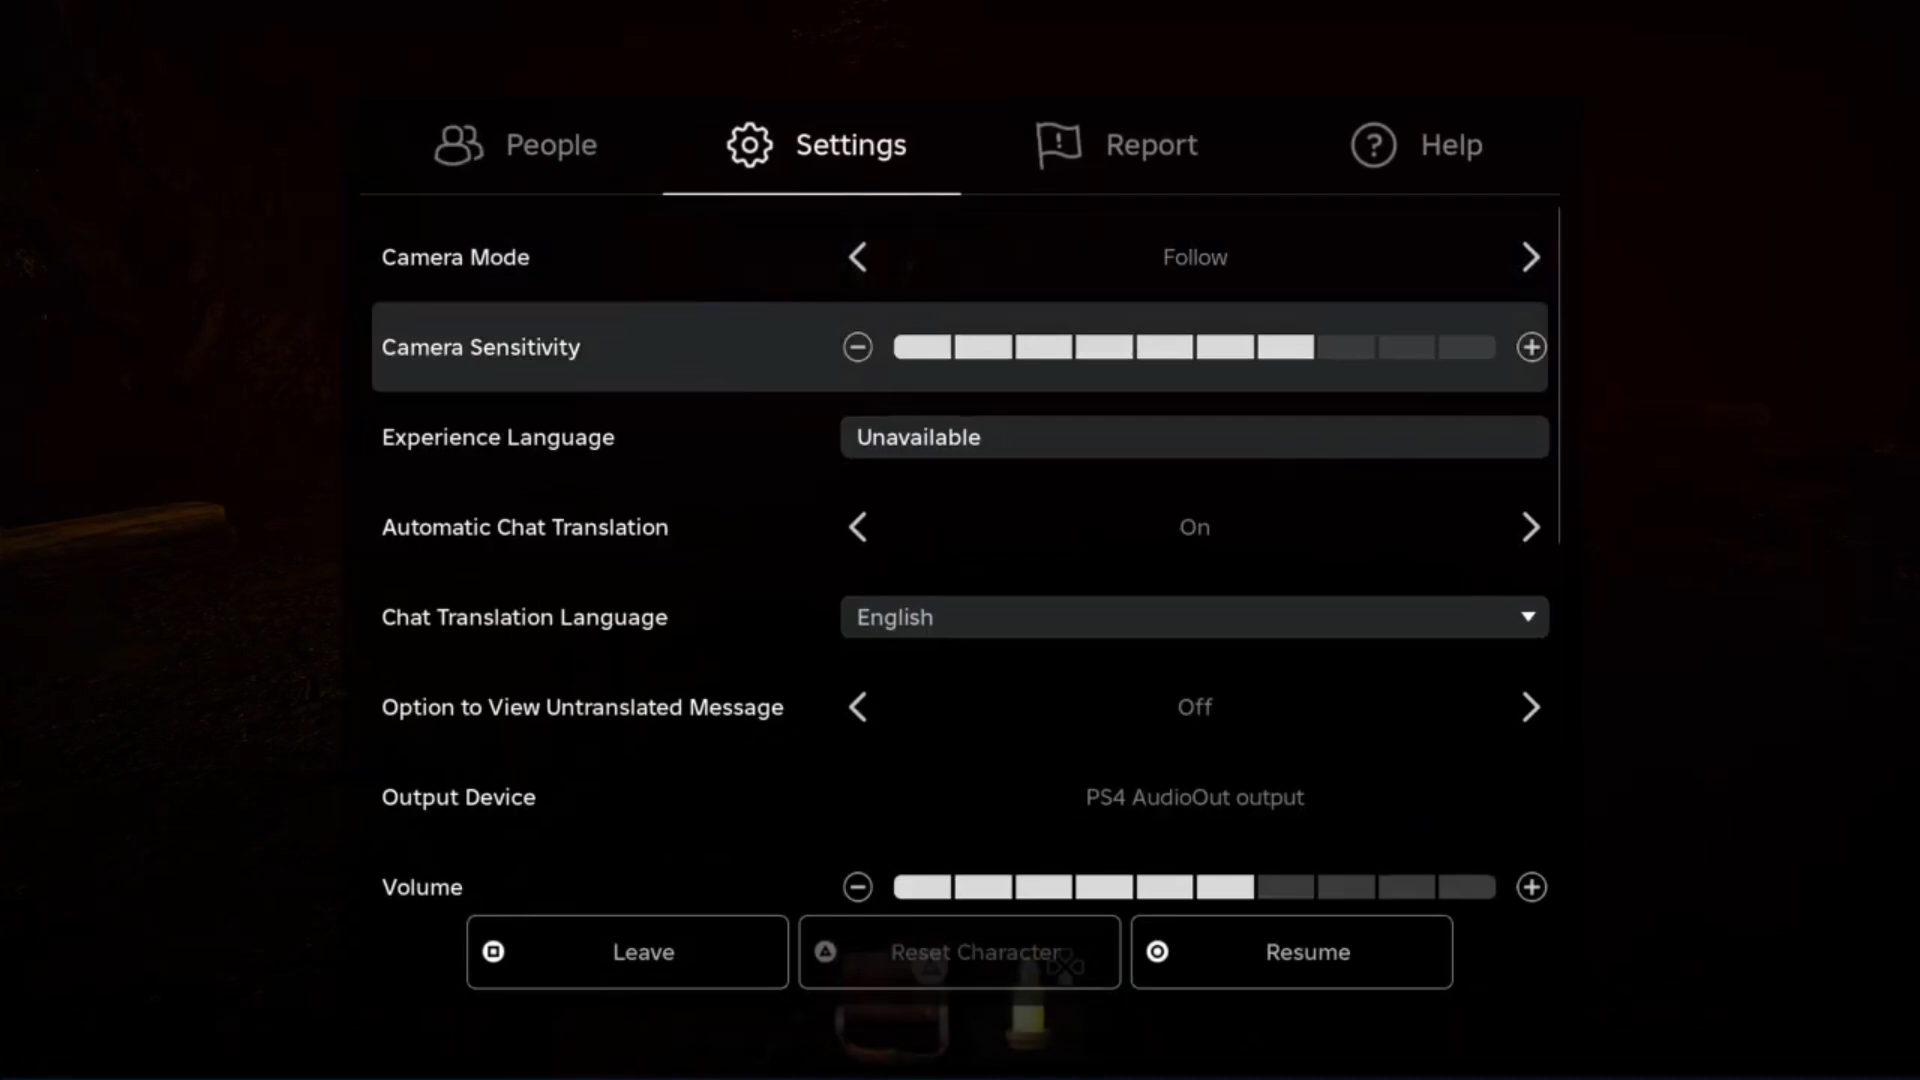 People Settings Report Help
Camera Mode Follow
Camera Sensitivity
Experience Language Unavailable
Automatic Chat Translation On
Chat Translation Language English
Option to View Untranslated Message Off
Output Device PS4 AudioOut output
Volume
Leave Reset Character Resume